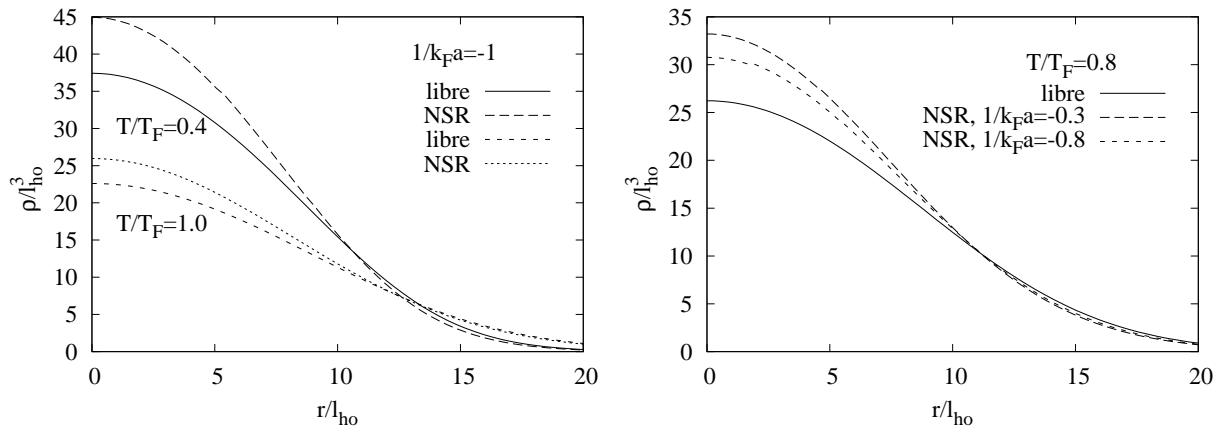 45
40
35
30
25
20
15
10
5
0
ρ/l_ho^3
1/k_Fa=-1
libre
NSR
libre
NSR
T/T_F=0.4
T/T_F=1.0
0 5 10 15 20
r/l_ho
35
30
25
20
15
10
5
0
ρ/l_ho^3
T/T_F=0.8
libre
NSR, 1/k_Fa=-0.3
NSR, 1/k_Fa=-0.8
0 5 10 15 20
r/l_ho